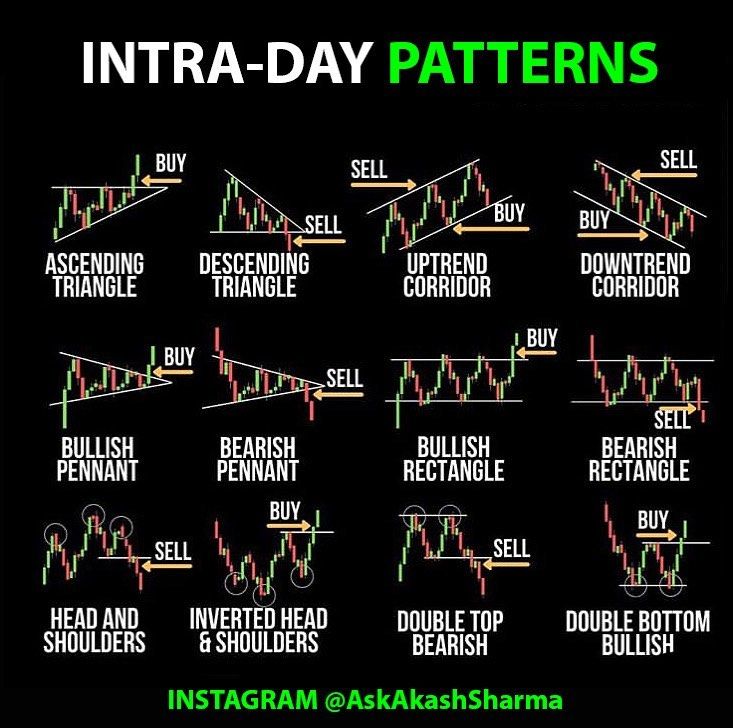 INTRA-DAY PATTERNS
BUY
ASCENDING
TRIANGLE
SELL
DESCENDING
TRIANGLE
SELL
BUY
UPTREND
CORRIDOR
SELL
BUY
DOWNTREND
CORRIDOR
BUY
BULLISH
PENNANT
SELL
BEARISH
PENNANT
BUY
BULLISH
RECTANGLE
SELL
BEARISH
RECTANGLE
SELL
HEAD AND
SHOULDERS
BUY
INVERTED HEAD
& SHOULDERS
SELL
DOUBLE TOP
BEARISH
BUY
DOUBLE BOTTOM
BULLISH
INSTAGRAM @AskAkashSharma